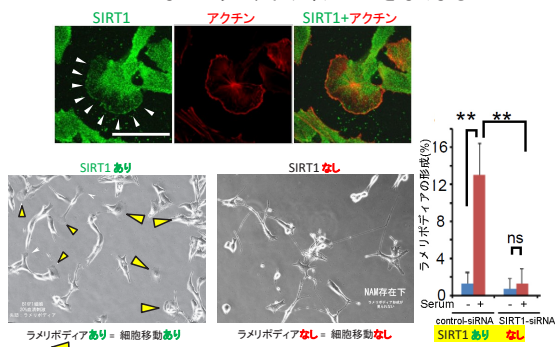 SIRT1
アクチン
SIRT1+アクチン
SIRT1 あり
SIRT1 なし
NAM存在下
ラメリポディアあり = 細胞移動あり
ラメリポディアなし = 細胞移動なし
** **
ラメリポディアの形成(%)
16
12
8
4
0
ns
Serum - + - +
control-siRNA SIRT1-siRNA
SIRT1 あり なし